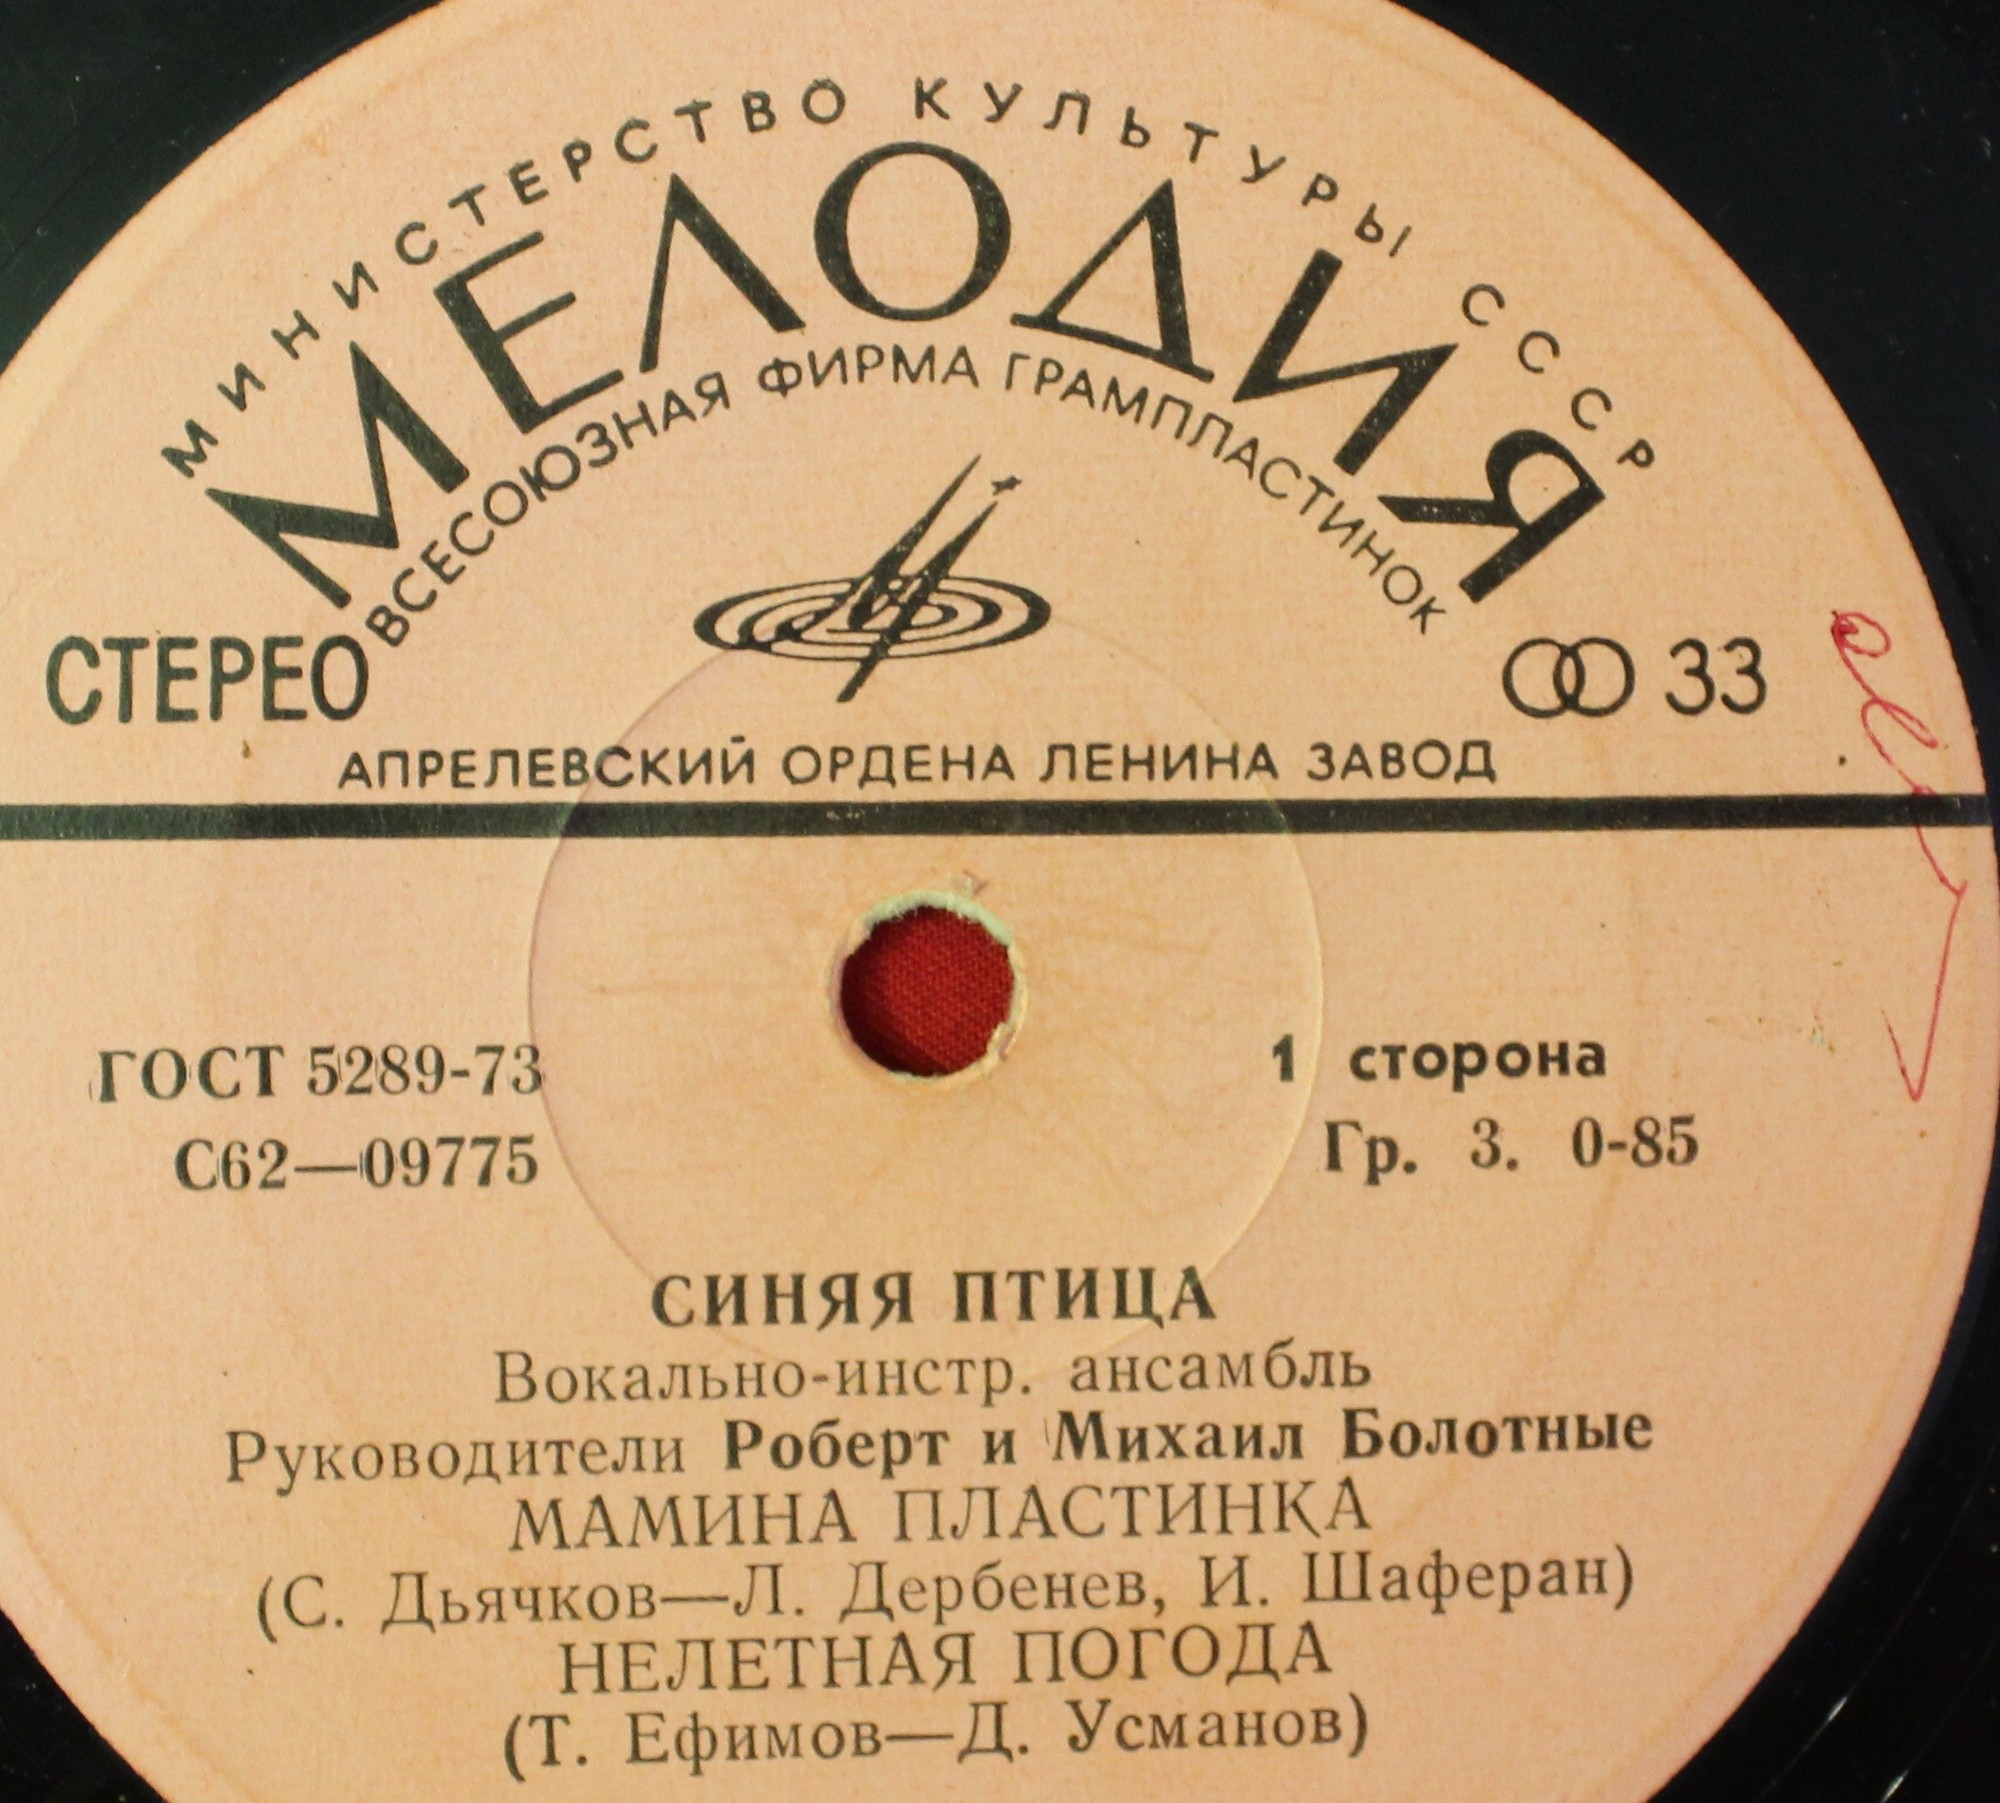 МИНИСТЕРСТВО КУЛЬТУРЫ СССР
МЕЛОДИЯ
ВСЕСОЮЗНАЯ ФИРМА ГРАМПЛАСТИНОК
СТЕРЕО
33
АПРЕЛЕВСКИЙ ОРДЕНА ЛЕНИНА ЗАВОД
ГОСТ 5289-73
1 сторона
С62—09775
Гр. 3. 0-85
СИНЯЯ ПТИЦА
Вокально-инстр. ансамбль
Руководители Роберт и Михаил Болотные
МАМИНА ПЛАСТИНКА
(С. Дьячков—Л. Дербенев, И. Шаферан)
НЕЛЕТНАЯ ПОГОДА
(Т. Ефимов—Д. Усманов)